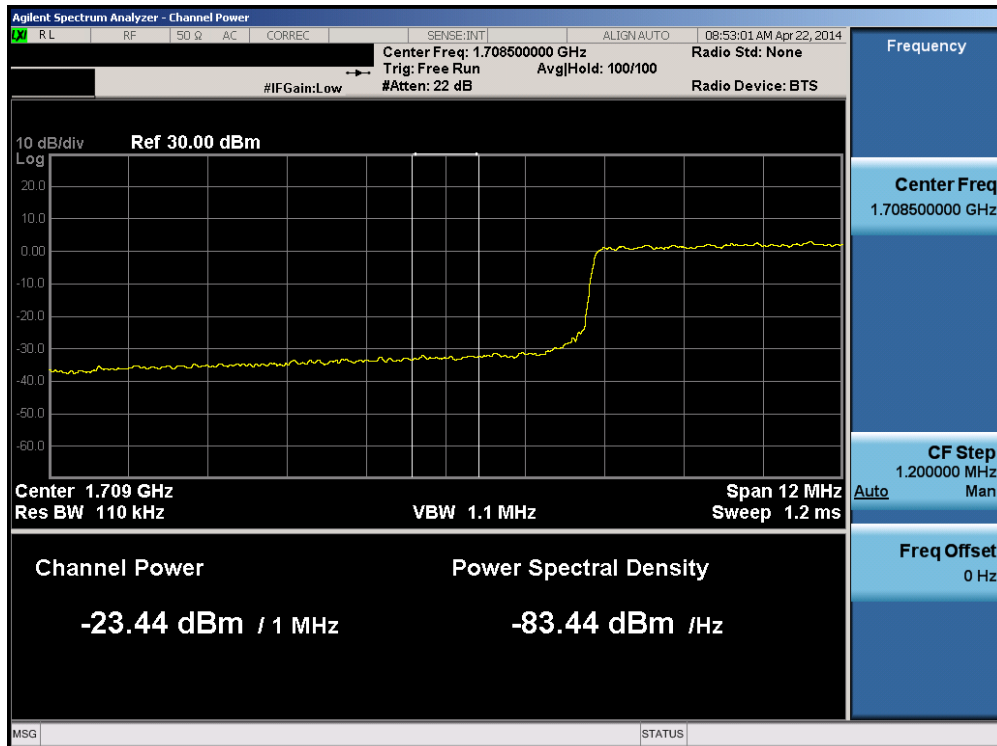 Agilent Spectrum Analyzer - Channel Power
LXI RL RF 50 Ω AC CORREC SENSE:INT ALIGN AUTO 08:53:01 AM Apr 22, 2014
Center Freq: 1.708500000 GHz Radio Std: None
Trig: Free Run Avg|Hold: 100/100
#IFGain:Low #Atten: 22 dB Radio Device: BTS
10 dB/div Ref 30.00 dBm
Log
20.0
10.0
0.00
-10.0
-20.0
-30.0
-40.0
-50.0
-60.0
Center 1.709 GHz Span 12 MHz
Res BW 110 kHz VBW 1.1 MHz Sweep 1.2 ms
Channel Power Power Spectral Density
-23.44 dBm / 1 MHz -83.44 dBm /Hz
MSG STATUS
Frequency
Center Freq
1.708500000 GHz
CF Step
1.200000 MHz
Auto Man
Freq Offset
0 Hz